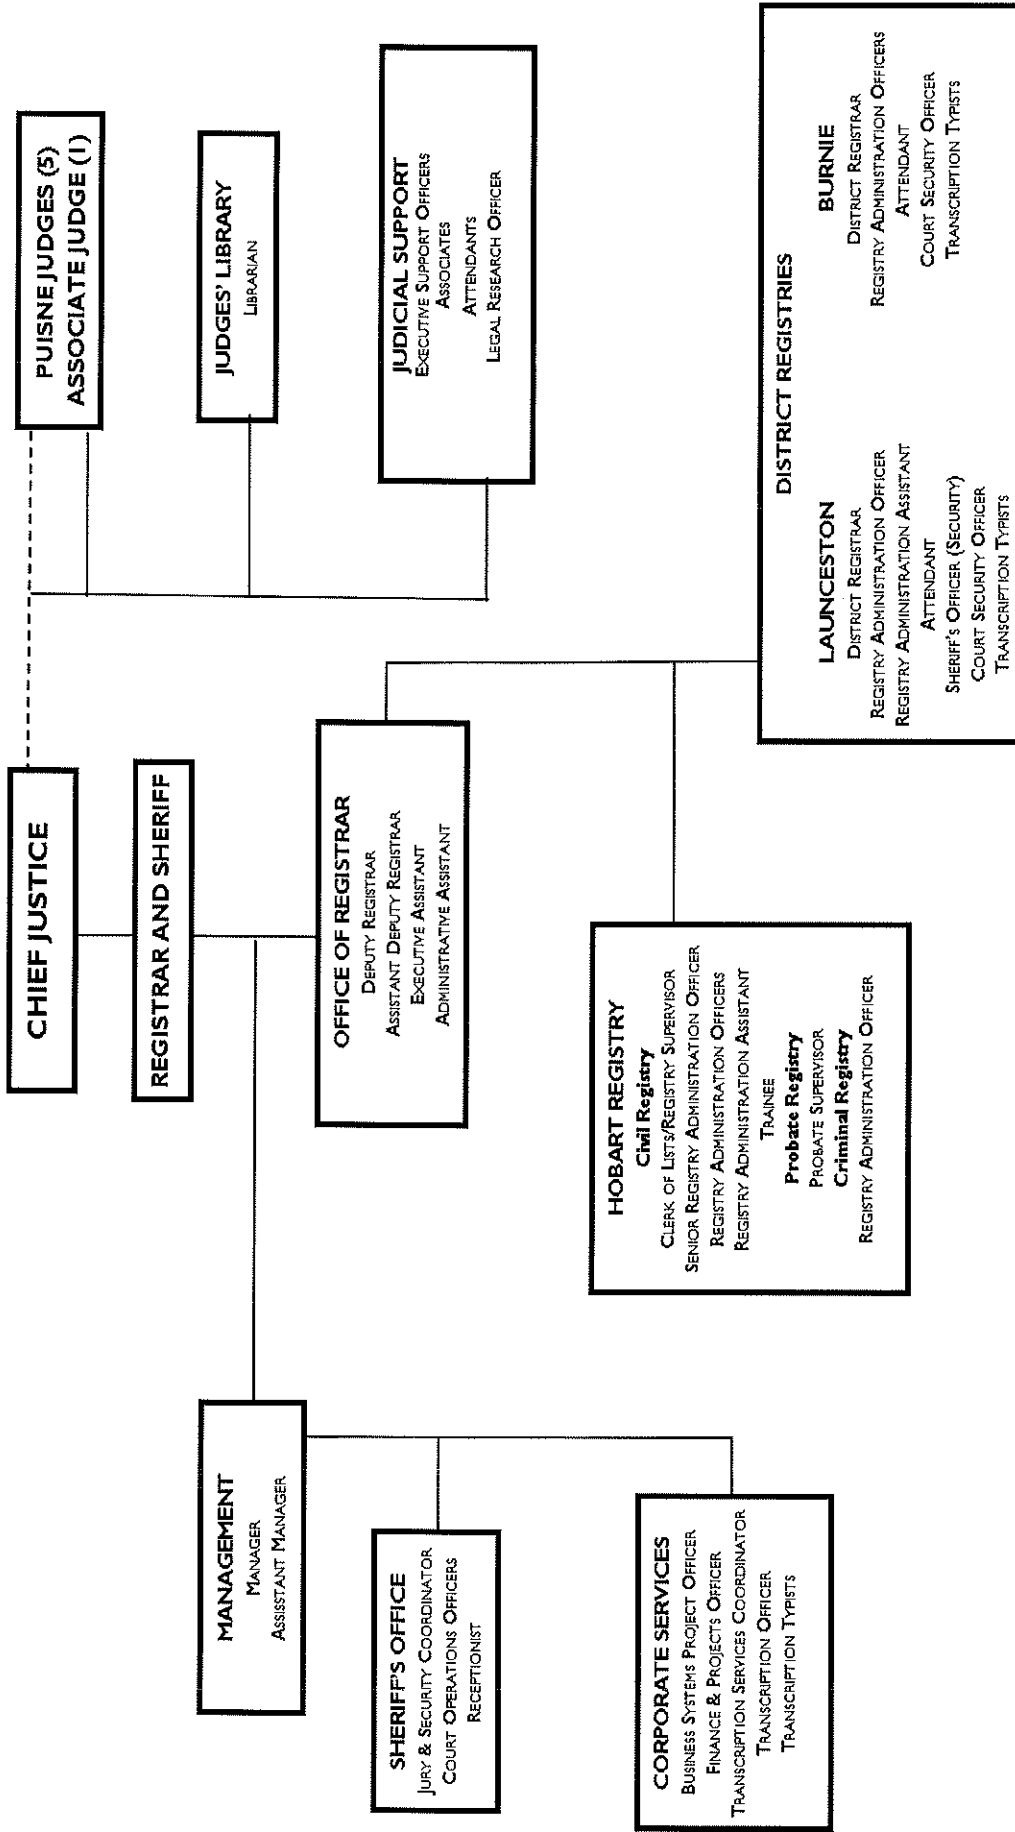 CHIEF JUSTICE
REGISTRAR AND SHERIFF
PUISNE JUDGES (5)
ASSOCIATE JUDGE (1)
JUDGES' LIBRARY
LIBRARIAN
JUDICIAL SUPPORT
EXECUTIVE SUPPORT OFFICERS
ASSOCIATES
ATTENDANTS
LEGAL RESEARCH OFFICER
MANAGEMENT
MANAGER
ASSISSTANT MANAGER
OFFICE OF REGISTRAR
DEPUTY REGISTRAR
ASSISTANT DEPUTY REGISTRAR
EXECUTIVE ASSISTANT
ADMINISTRATIVE ASSISTANT
SHERIFF'S OFFICE
JURY & SECURITY COORDINATOR
COURT OPERATIONS OFFICERS
RECEPTIONIST
CORPORATE SERVICES
BUSINESS SYSTEMS PROJECT OFFICER
FINANCE & PROJECTS OFFICER
TRANSCRIPTION SERVICES COORDINATOR
TRANSCRIPTION OFFICER
TRANSCRIPTION TYPISTS
HOBART REGISTRY
Civil Registry
CLERK OF LISTS/REGISTRY SUPERVISOR
SENIOR REGISTRY ADMINISTRATION OFFICER
REGISTRY ADMINISTRATION OFFICERS
REGISTRY ADMINISTRATION ASSISTANT
TRAINEE
Probate Registry
PROBATE SUPERVISOR
Criminal Registry
REGISTRY ADMINISTRATION OFFICER
DISTRICT REGISTRIES
LAUNCESTON
DISTRICT REGISTRAR
REGISTRY ADMINISTRATION OFFICER
REGISTRY ADMINISTRATION ASSISTANT
ATTENDANT
SHERIFF'S OFFICER (SECURITY)
COURT SECURITY OFFICER
TRANSCRIPTION TYPISTS
BURNIE
DISTRICT REGISTRAR
REGISTRY ADMINISTRATION OFFICERS
ATTENDANT
COURT SECURITY OFFICER
TRANSCRIPTION TYPISTS